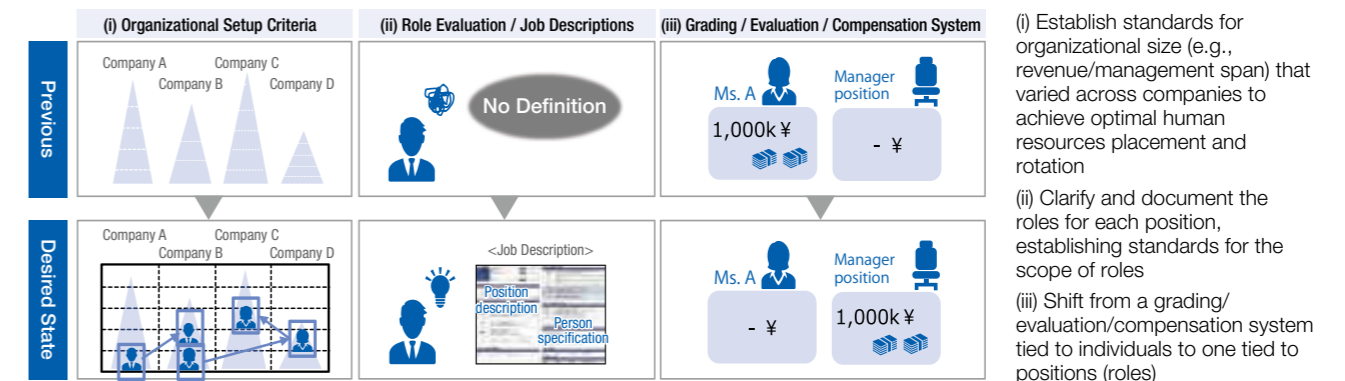 (i) Organizational Setup Criteria
(ii) Role Evaluation / Job Descriptions
(iii) Grading / Evaluation / Compensation System
Previous
Company A
Company B
Company C
Company D
No Definition
Ms. A
1,000k ¥
Manager
position
- ¥
Desired State
Company A
Company B
Company C
Company D
<Job Description>
Position
description
Person
specification
Ms. A
- ¥
Manager
position
1,000k ¥
(i) Establish standards for
organizational size (e.g.,
revenue/management span) that
varied across companies to
achieve optimal human
resources placement and
rotation
(ii) Clarify and document the
roles for each position,
establishing standards for the
scope of roles
(iii) Shift from a grading/
evaluation/compensation system
tied to individuals to one tied to
positions (roles)